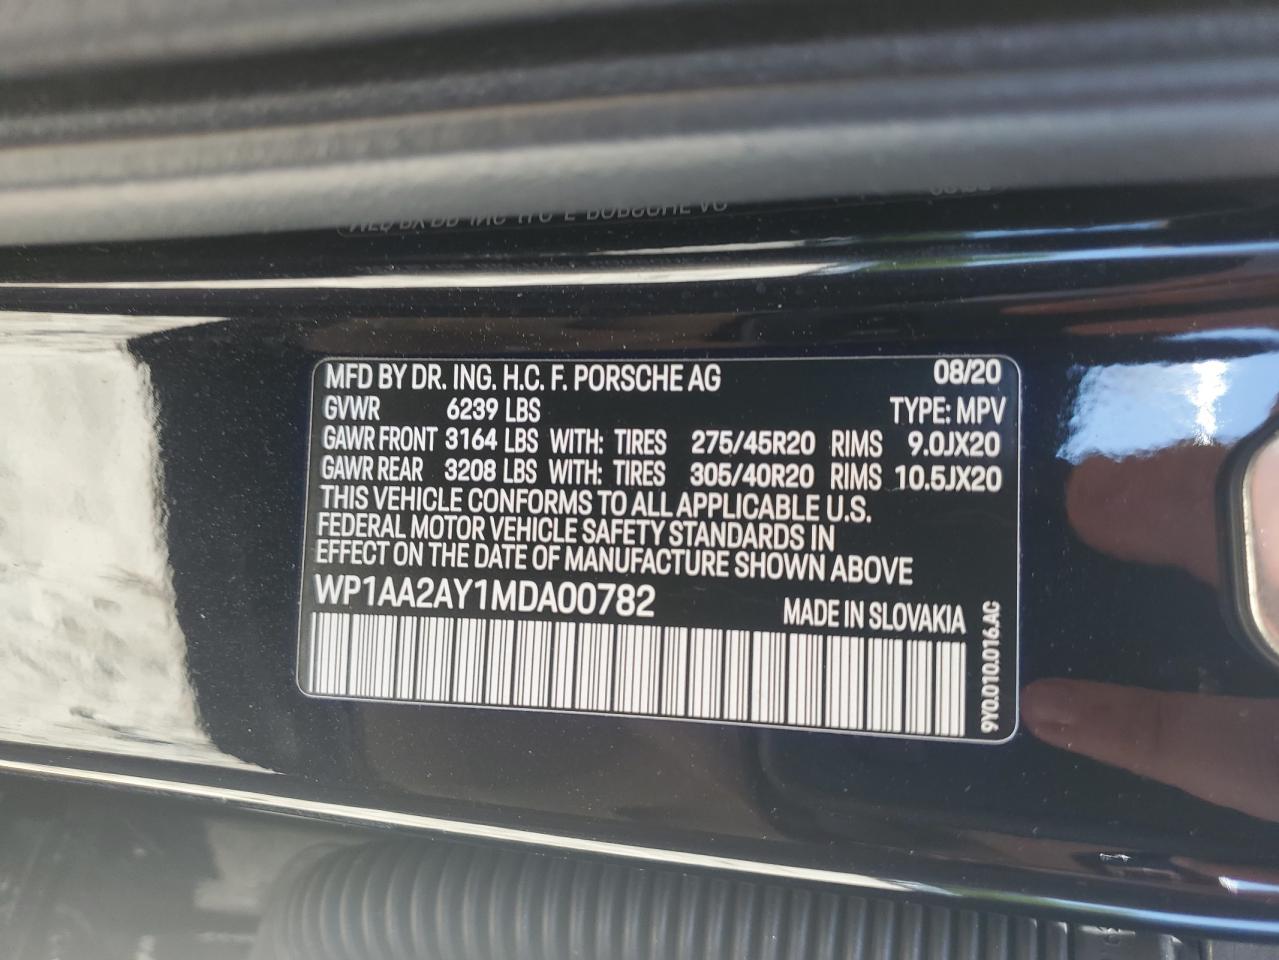 MFD BY DR. ING. H.C. F. PORSCHE AG 08/20
GVWR 6239 LBS TYPE: MPV
GAWR FRONT 3164 LBS WITH: TIRES 275/45R20 RIMS 9.0JX20
GAWR REAR 3208 LBS WITH: TIRES 305/40R20 RIMS 10.5JX20
THIS VEHICLE CONFORMS TO ALL APPLICABLE U.S.
FEDERAL MOTOR VEHICLE SAFETY STANDARDS IN
EFFECT ON THE DATE OF MANUFACTURE SHOWN ABOVE
WP1AA2AY1MDA00782 MADE IN SLOVAKIA
9Y0.010.016.AC